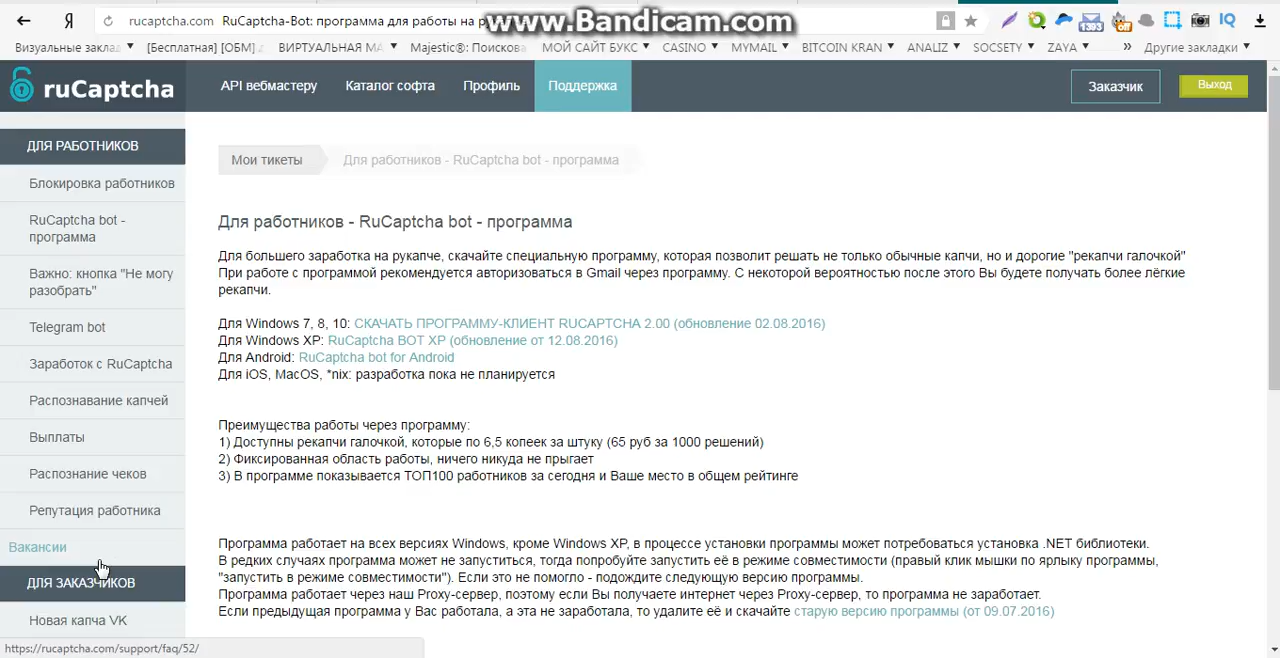 rucaptcha.com RuCaptcha-Bot: программа для работы на р
www.Bandicam.com
1393
off
IQ
Визуальные заклад
[Бесплатная] [ОБМ]
ВИРТУАЛЬНАЯ МА
Majestic®: Поискова
МОЙ САЙТ БУКС
CASINO
MYMAIL
BITCOIN KRAN
ANALIZ
SOCSETY
ZAYA
»
Другие закладки
ruCaptcha
API вебмастеру
Каталог софта
Профиль
Поддержка
Заказчик
Выход
ДЛЯ РАБОТНИКОВ
Блокировка работников
RuCaptcha bot -
программа
Важно: кнопка "Не могу
разобрать"
Telegram bot
Заработок с RuCaptcha
Распознавание капчей
Выплаты
Распознание чеков
Репутация работника
Вакансии
ДЛЯ ЗАКАЗЧИКОВ
Новая капча VK
Мои тикеты
Для работников - RuCaptcha bot - программа
Для работников - RuCaptcha bot - программа
Для большего заработка на рукапче, скачайте специальную программу, которая позволит решать не только обычные капчи, но и дорогие "рекапчи галочкой"
При работе с программой рекомендуется авторизоваться в Gmail через программу. С некоторой вероятностью после этого Вы будете получать более лёгкие
рекапчи.
Для Windows 7, 8, 10: СКАЧАТЬ ПРОГРАММУ-КЛИЕНТ RUCAPTCHA 2.00 (обновление 02.08.2016)
Для Windows XP: RuCaptcha BOT XP (обновление от 12.08.2016)
Для Android: RuCaptcha bot for Android
Для iOS, MacOS, *nix: разработка пока не планируется
Преимущества работы через программу:
1) Доступны рекапчи галочкой, которые по 6,5 копеек за штуку (65 руб за 1000 решений)
2) Фиксированная область работы, ничего никуда не прыгает
3) В программе показывается ТОП100 работников за сегодня и Ваше место в общем рейтинге
Программа работает на всех версиях Windows, кроме Windows XP, в процессе установки программы может потребоваться установка .NET библиотеки.
В редких случаях программа может не запуститься, тогда попробуйте запустить её в режиме совместимости (правый клик мышки по ярлыку программы,
"запустить в режиме совместимости"). Если это не помогло - подождите следующую версию программы.
Программа работает через наш Proxy-сервер, поэтому если Вы получаете интернет через Proxy-сервер, то программа не заработает.
Если предыдущая программа у Вас работала, а эта не заработала, то удалите её и скачайте старую версию программы (от 09.07.2016)
https://rucaptcha.com/support/faq/52/